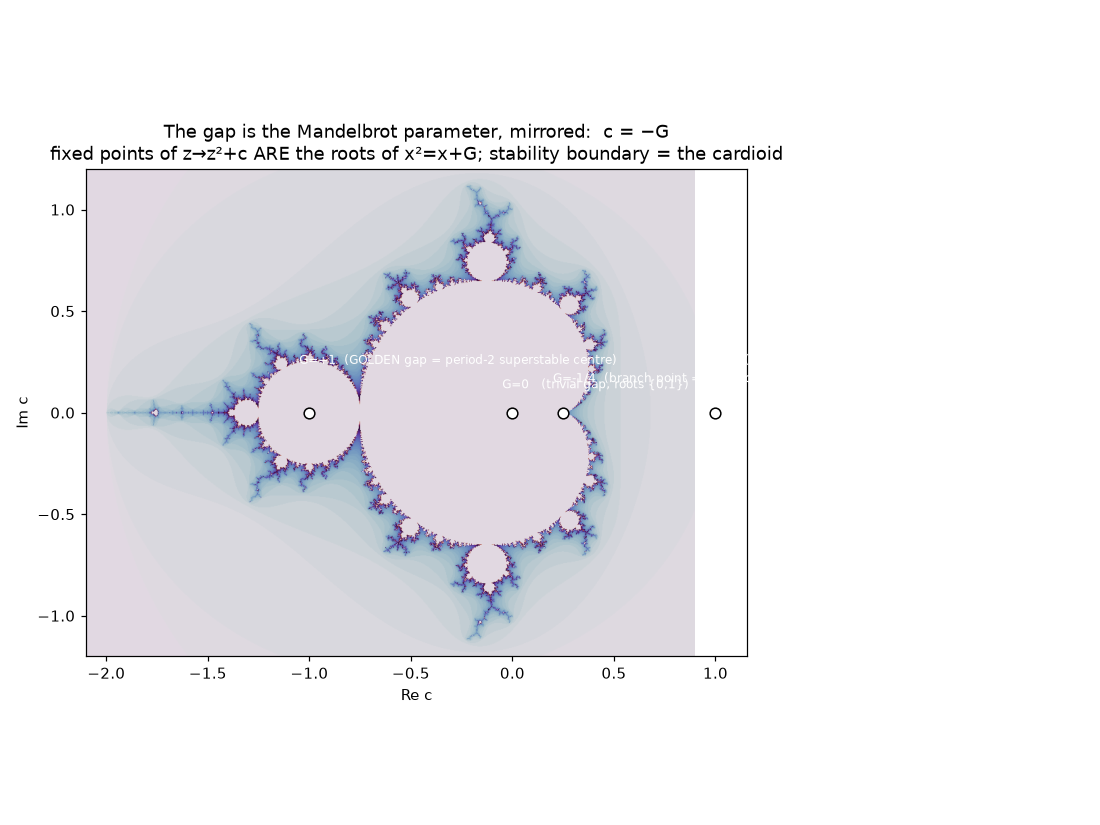 The gap is the Mandelbrot parameter, mirrored:  c = −G
fixed points of z→z²+c ARE the roots of x²=x+G; stability boundary = the cardioid
1.0
0.5
0.0
−0.5
−1.0
Im c
G=+1  (GOLDEN gap = period-2 superstable centre)
G=-1/4  (branch point
G=0   (trivial gap, roots {0,1})
−2.0
−1.5
−1.0
−0.5
0.0
0.5
1.0
Re c